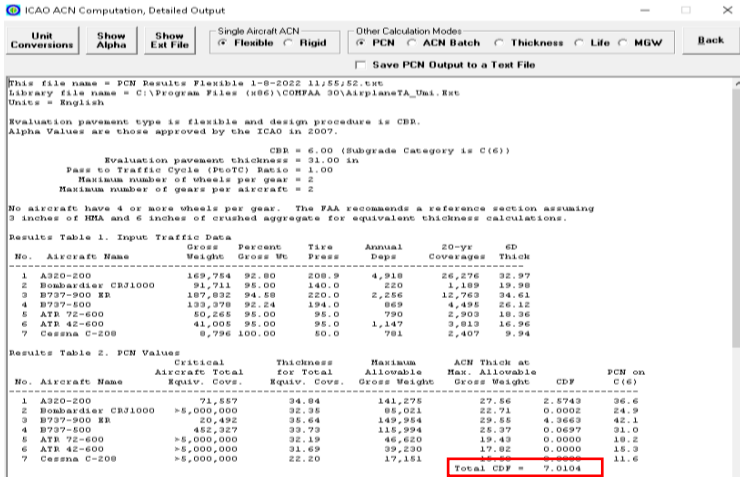 ICAO ACN Computation, Detailed Output
Unit Conversions
Show Alpha
Show Ext File
Single Aircraft ACN
Flexible Rigid
Other Calculation Modes
PCN ACN Batch Thickness Life MGW
Back
Save PCN Output to a Text File
This file name = PCN Results Flexible 1-8-2022 11;55;52.txt
Library file name = C:\Program Files (x86)\COMFAA 30\AirplaneTA_Umi.Ext
Units = English
Evaluation pavement type is flexible and design procedure is CBR.
Alpha Values are those approved by the ICAO in 2007.
CBR = 6.00 (Subgrade Category is C(6))
Evaluation pavement thickness = 31.00 in
Pass to Traffic Cycle (PtoTC) Ratio = 1.00
Maximum number of wheels per gear = 2
Maximum number of gears per aircraft = 2
No aircraft have 4 or more wheels per gear. The FAA recommends a reference section assuming
3 inches of HMA and 6 inches of crushed aggregate for equivalent thickness calculations.
Results Table 1. Input Traffic Data
Gross Percent Tire Annual 20-yr 6D
No. Aircraft Name Weight Gross Wt Press Deps Coverages Thick
1 A320-200 169,754 92.80 208.9 4,918 26,276 32.97
2 Bombardier CRJ1000 91,711 95.00 140.0 220 1,189 19.98
3 B737-900 ER 187,832 94.58 220.0 2,256 12,763 34.61
4 B737-500 133,370 92.24 194.0 869 4,495 26.12
5 ATR 72-600 50,265 95.00 95.0 790 2,903 18.36
6 ATR 42-600 41,005 95.00 95.0 1,147 3,813 16.96
7 Cessna C-208 8,796 100.00 50.0 781 2,407 9.94
Results Table 2. PCN Values
Critical Thickness Maximum ACN Thick at
Aircraft Total for Total Allowable Max. Allowable PCN on
No. Aircraft Name Equiv. Covs. Equiv. Covs. Gross Weight Gross Weight CDF C(6)
1 A320-200 71,557 34.84 141,275 27.56 2.5743 36.6
2 Bombardier CRJ1000 >5,000,000 32.35 85,021 22.71 0.0002 24.9
3 B737-900 ER 20,492 35.64 149,954 29.55 4.3663 42.1
4 B737-500 452,327 33.73 115,994 25.37 0.0697 31.0
5 ATR 72-600 >5,000,000 32.19 46,620 19.43 0.0000 18.2
6 ATR 42-600 >5,000,000 31.69 39,230 17.82 0.0000 15.3
7 Cessna C-208 >5,000,000 22.20 17,151 11.6
Total CDF = 7.0104